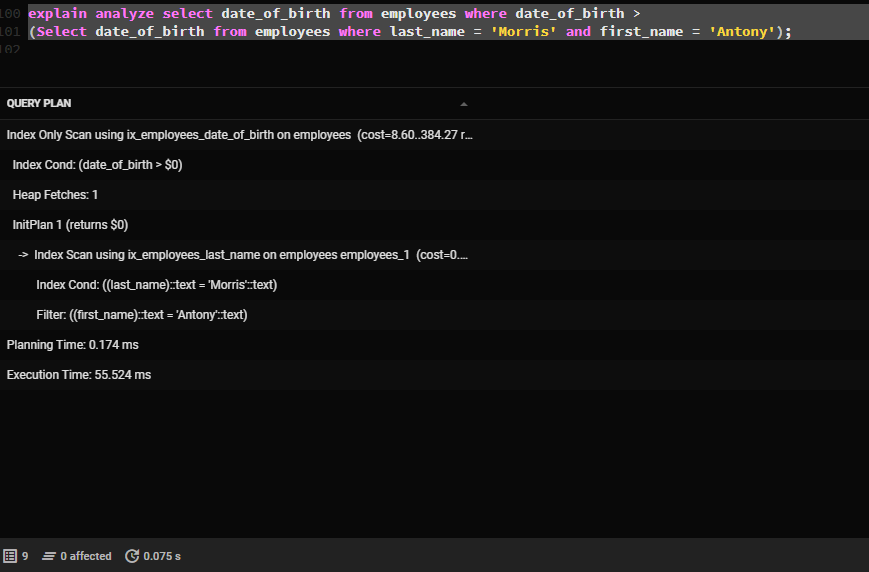 100 explain analyze select date_of_birth from employees where date_of_birth >
101 (Select date_of_birth from employees where last_name = 'Morris' and first_name = 'Antony');
102
QUERY PLAN
Index Only Scan using ix_employees_date_of_birth on employees (cost=8.60..384.27 r...
Index Cond: (date_of_birth > $0)
Heap Fetches: 1
InitPlan 1 (returns $0)
-> Index Scan using ix_employees_last_name on employees employees_1 (cost=0....
Index Cond: ((last_name)::text = 'Morris'::text)
Filter: ((first_name)::text = 'Antony'::text)
Planning Time: 0.174 ms
Execution Time: 55.524 ms
9 0 affected 0.075 s